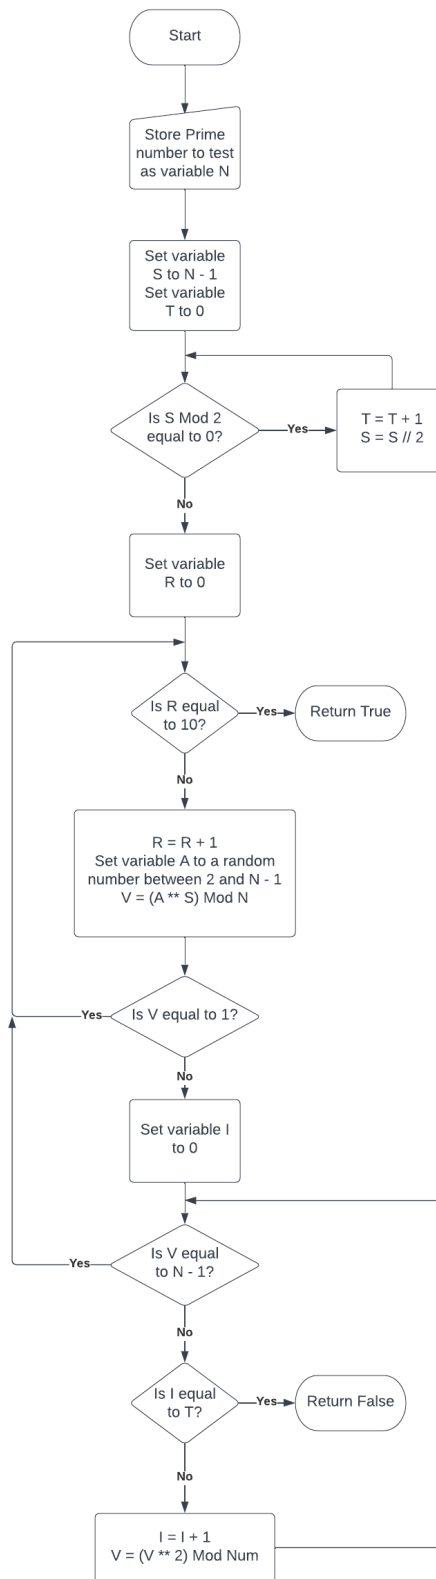 Start
Store Prime
number to test
as variable N
Set variable
S to N - 1
Set variable
T to 0
Is S Mod 2
equal to 0?
Yes
T = T + 1
S = S // 2
No
Set variable
R to 0
Is R equal
to 10?
Yes
Return True
No
R = R + 1
Set variable A to a random
number between 2 and N - 1
V = (A ** S) Mod N
Is V equal to 1?
Yes
No
Set variable I
to 0
Is V equal
to N - 1?
Yes
No
Is I equal
to T?
Yes
Return False
No
I = I + 1
V = (V ** 2) Mod Num